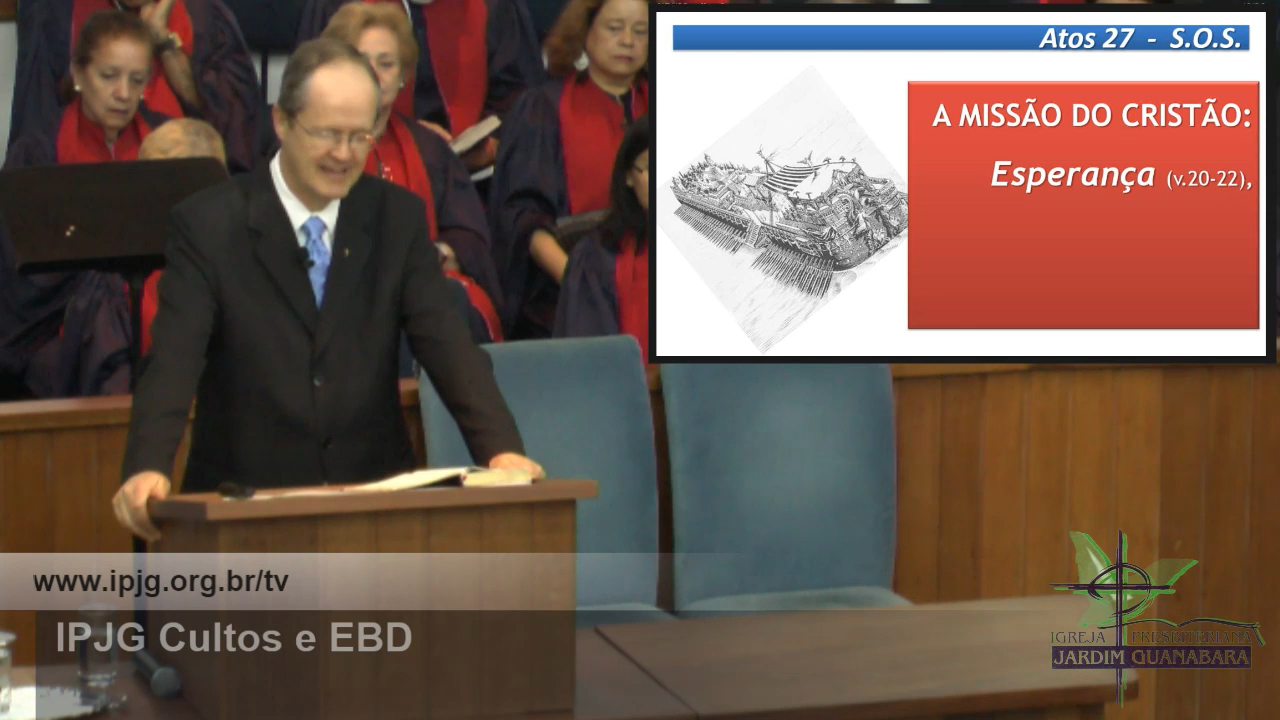 Atos 27 - S.O.S.
A MISSÃO DO CRISTÃO:
Esperança (v.20-22),
www.ipjg.org.br/tv
IPJG Cultos e EBD
IGREJA PRESBITERIANA
JARDIM GUANABARA